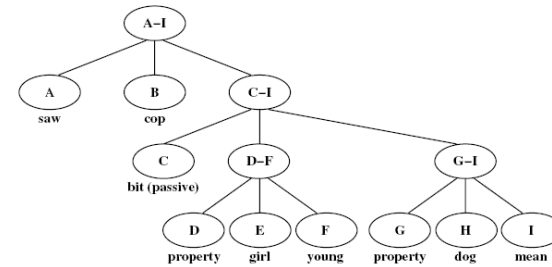 A–I
A B C–I
saw cop
C D–F G–I
bit (passive)
D E F G H I
property girl young property dog mean